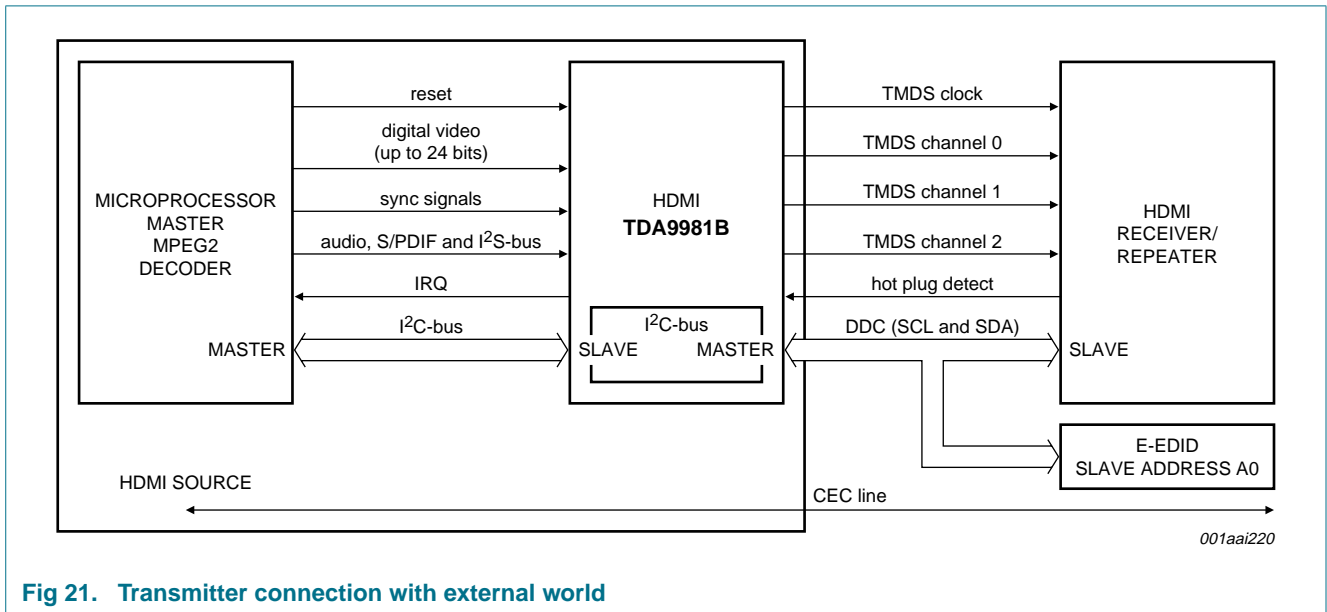 reset
TMDS clock
digital video
(up to 24 bits)
TMDS channel 0
MICROPROCESSOR
MASTER
MPEG2
DECODER
sync signals
HDMI
TDA9981B
TMDS channel 1
HDMI
RECEIVER/
REPEATER
audio, S/PDIF and I2S-bus
TMDS channel 2
IRQ
hot plug detect
I2C-bus
I2C-bus
DDC (SCL and SDA)
MASTER
SLAVE
MASTER
SLAVE
E-EDID
SLAVE ADDRESS A0
HDMI SOURCE
CEC line
001aai220
Fig 21. Transmitter connection with external world